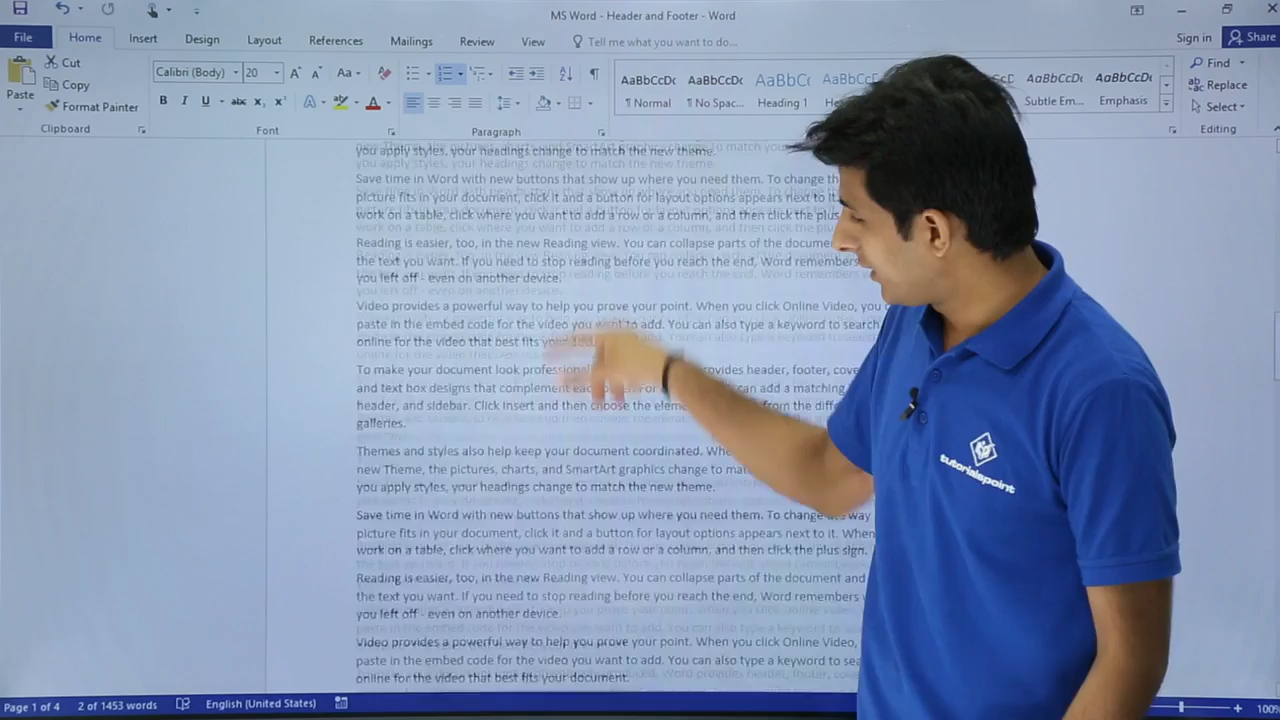 MS Word - Header and Footer - Word
File Home Insert Design Layout References Mailings Review View Tell me what you want to do... Sign in Share
Paste Cut Copy Format Painter
Calibri (Body) 20
AaBbCcDc AaBbCcDc AaBbCc AaBbCcDc AaBbCcDc
¶ Normal ¶ No Spac... Heading 1 Subtle Em... Emphasis
Find Replace Select
Clipboard Font Paragraph Editing
you apply styles, your headings change to match the new theme.
Save time in Word with new buttons that show up where you need them. To change the
picture fits in your document, click it and a button for layout options appears next to it.
work on a table, click where you want to add a row or a column, and then click the plus
Reading is easier, too, in the new Reading view. You can collapse parts of the document
the text you want. If you need to stop reading before you reach the end, Word remembers
you left off - even on another device.
Video provides a powerful way to help you prove your point. When you click Online Video, you
paste in the embed code for the video you want to add. You can also type a keyword to search
online for the video that best fits your
To make your document look professional provides header, footer,
and text box designs that complement each can add a matching
header, and sidebar. Click Insert and then choose the from the
galleries.
Themes and styles also help keep your document coordinated.
new Theme, the pictures, charts, and SmartArt graphics change to
you apply styles, your headings change to match the new theme.
Save time in Word with new buttons that show up where you need them. To change the way
picture fits in your document, click it and a button for layout options appears next to it. When
work on a table, click where you want to add a row or a column, and then click the plus sign.
Reading is easier, too, in the new Reading view. You can collapse parts of the document and
the text you want. If you need to stop reading before you reach the end, Word remembers
you left off - even on another device.
Video provides a powerful way to help you prove your point. When you click Online Video,
paste in the embed code for the video you want to add. You can also type a keyword to
online for the video that best fits your document.
tutorialspoint
Page 1 of 4 2 of 1453 words English (United States) 100%